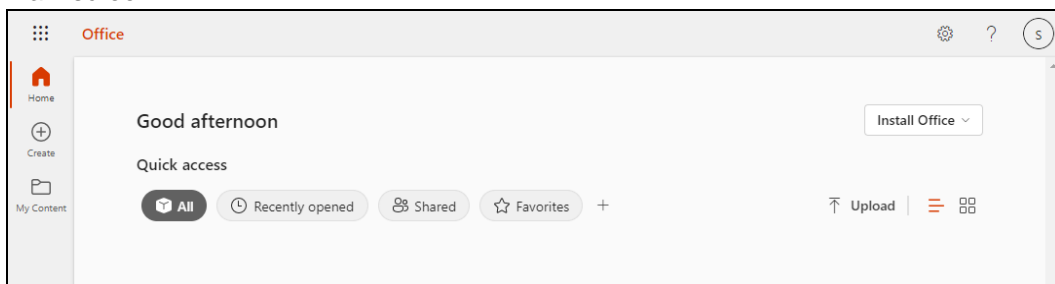 Office
S
Home
Good afternoon
Install Office
Create
Quick access
My Content
All
Recently opened
Shared
Favorites
Upload